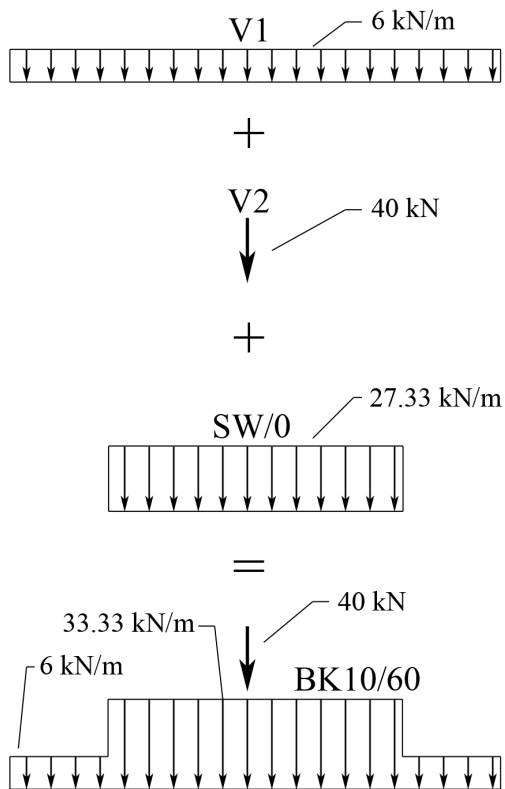 V1
6 kN/m
+
V2
40 kN
+
27.33 kN/m
SW/0
=
40 kN
33.33 kN/m
6 kN/m
BK10/60